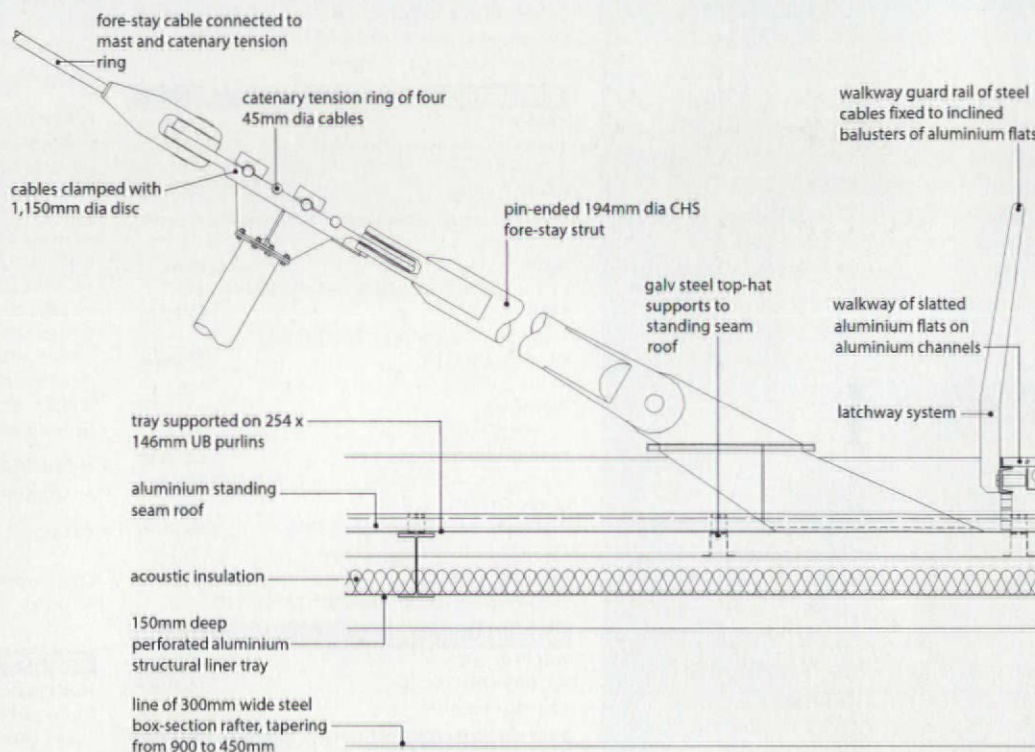 fore-stay cable connected to
mast and catenary tension
ring
catenary tension ring of four
45mm dia cables
walkway guard rail of steel
cables fixed to inclined
balusters of aluminium flats
cables clamped with
1,150mm dia disc
pin-ended 194mm dia CHS
fore-stay strut
galv steel top-hat
supports to
standing seam
roof
walkway of slatted
aluminium flats on
aluminium channels
latchway system
tray supported on 254 x
146mm UB purlins
aluminium standing
seam roof
acoustic insulation
150mm deep
perforated aluminium
structural liner tray
line of 300mm wide steel
box-section rafter, tapering
from 900 to 450mm